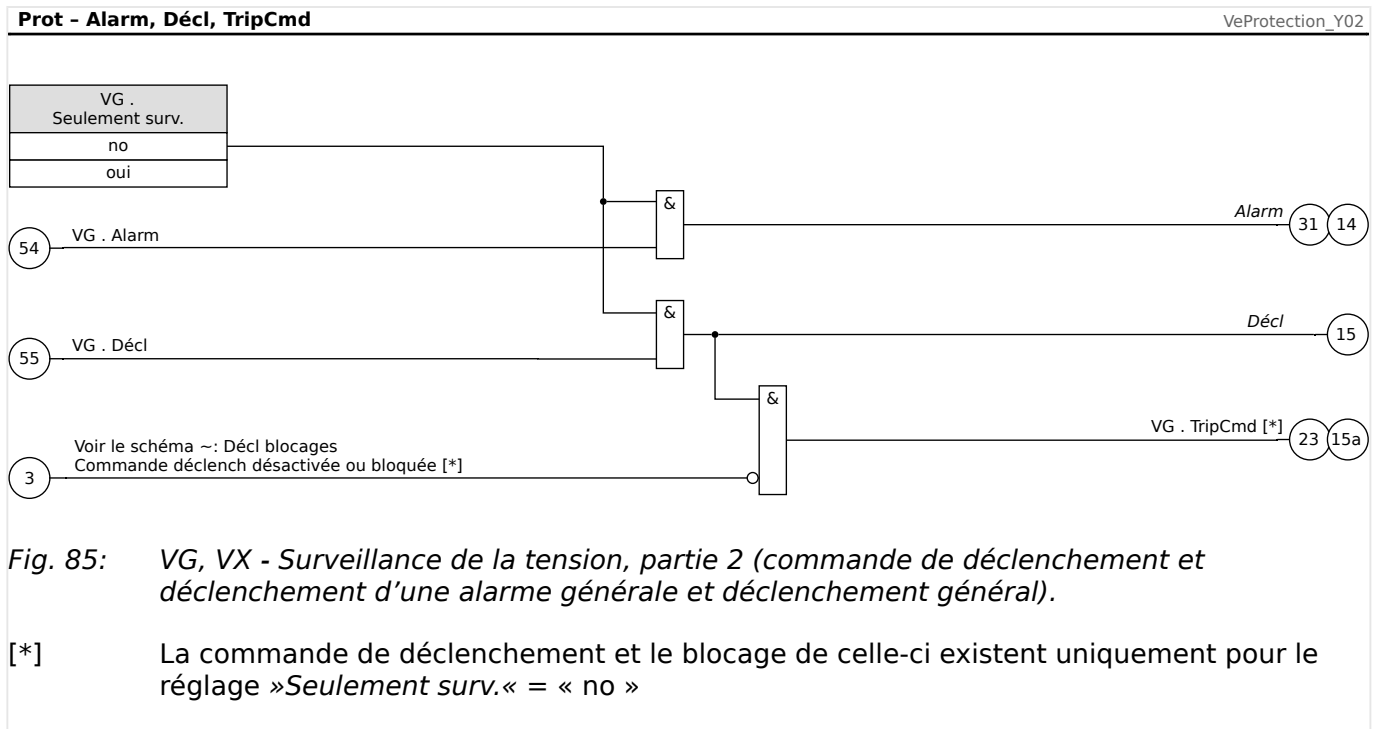 Prot – Alarm, Décl, TripCmd
VeProtection_Y02
VG .
Seulement surv.
no
oui
&
Alarm
31
14
54
VG . Alarm
&
Décl
15
55
VG . Décl
&
VG . TripCmd [*]
23
15a
Voir le schéma ~: Décl blocages
Commande déclench désactivée ou bloquée [*]
3
Fig. 85: VG, VX - Surveillance de la tension, partie 2 (commande de déclenchement et
déclenchement d’une alarme générale et déclenchement général).
[*] La commande de déclenchement et le blocage de celle-ci existent uniquement pour le
réglage »Seulement surv.« = « no »